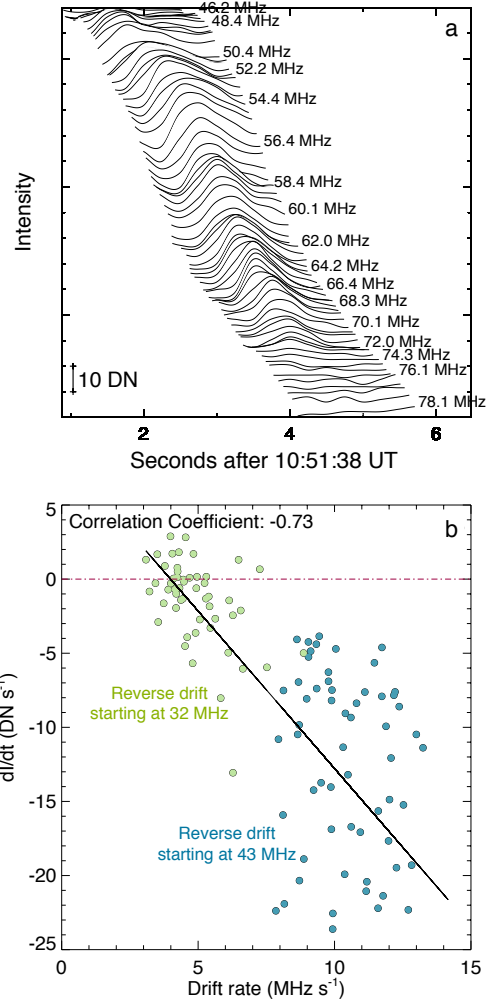 a
46.2 MHz
48.4 MHz
50.4 MHz
52.2 MHz
54.4 MHz
56.4 MHz
58.4 MHz
60.1 MHz
62.0 MHz
64.2 MHz
66.4 MHz
68.3 MHz
70.1 MHz
72.0 MHz
74.3 MHz
76.1 MHz
78.1 MHz
Intensity
10 DN
2 4 6
Seconds after 10:51:38 UT
b
Correlation Coefficient: -0.73
5
0
-5
-10
-15
-20
-25
dI/dt (DN s⁻¹)
Reverse drift
starting at 32 MHz
Reverse drift
starting at 43 MHz
0 5 10 15
Drift rate (MHz s⁻¹)